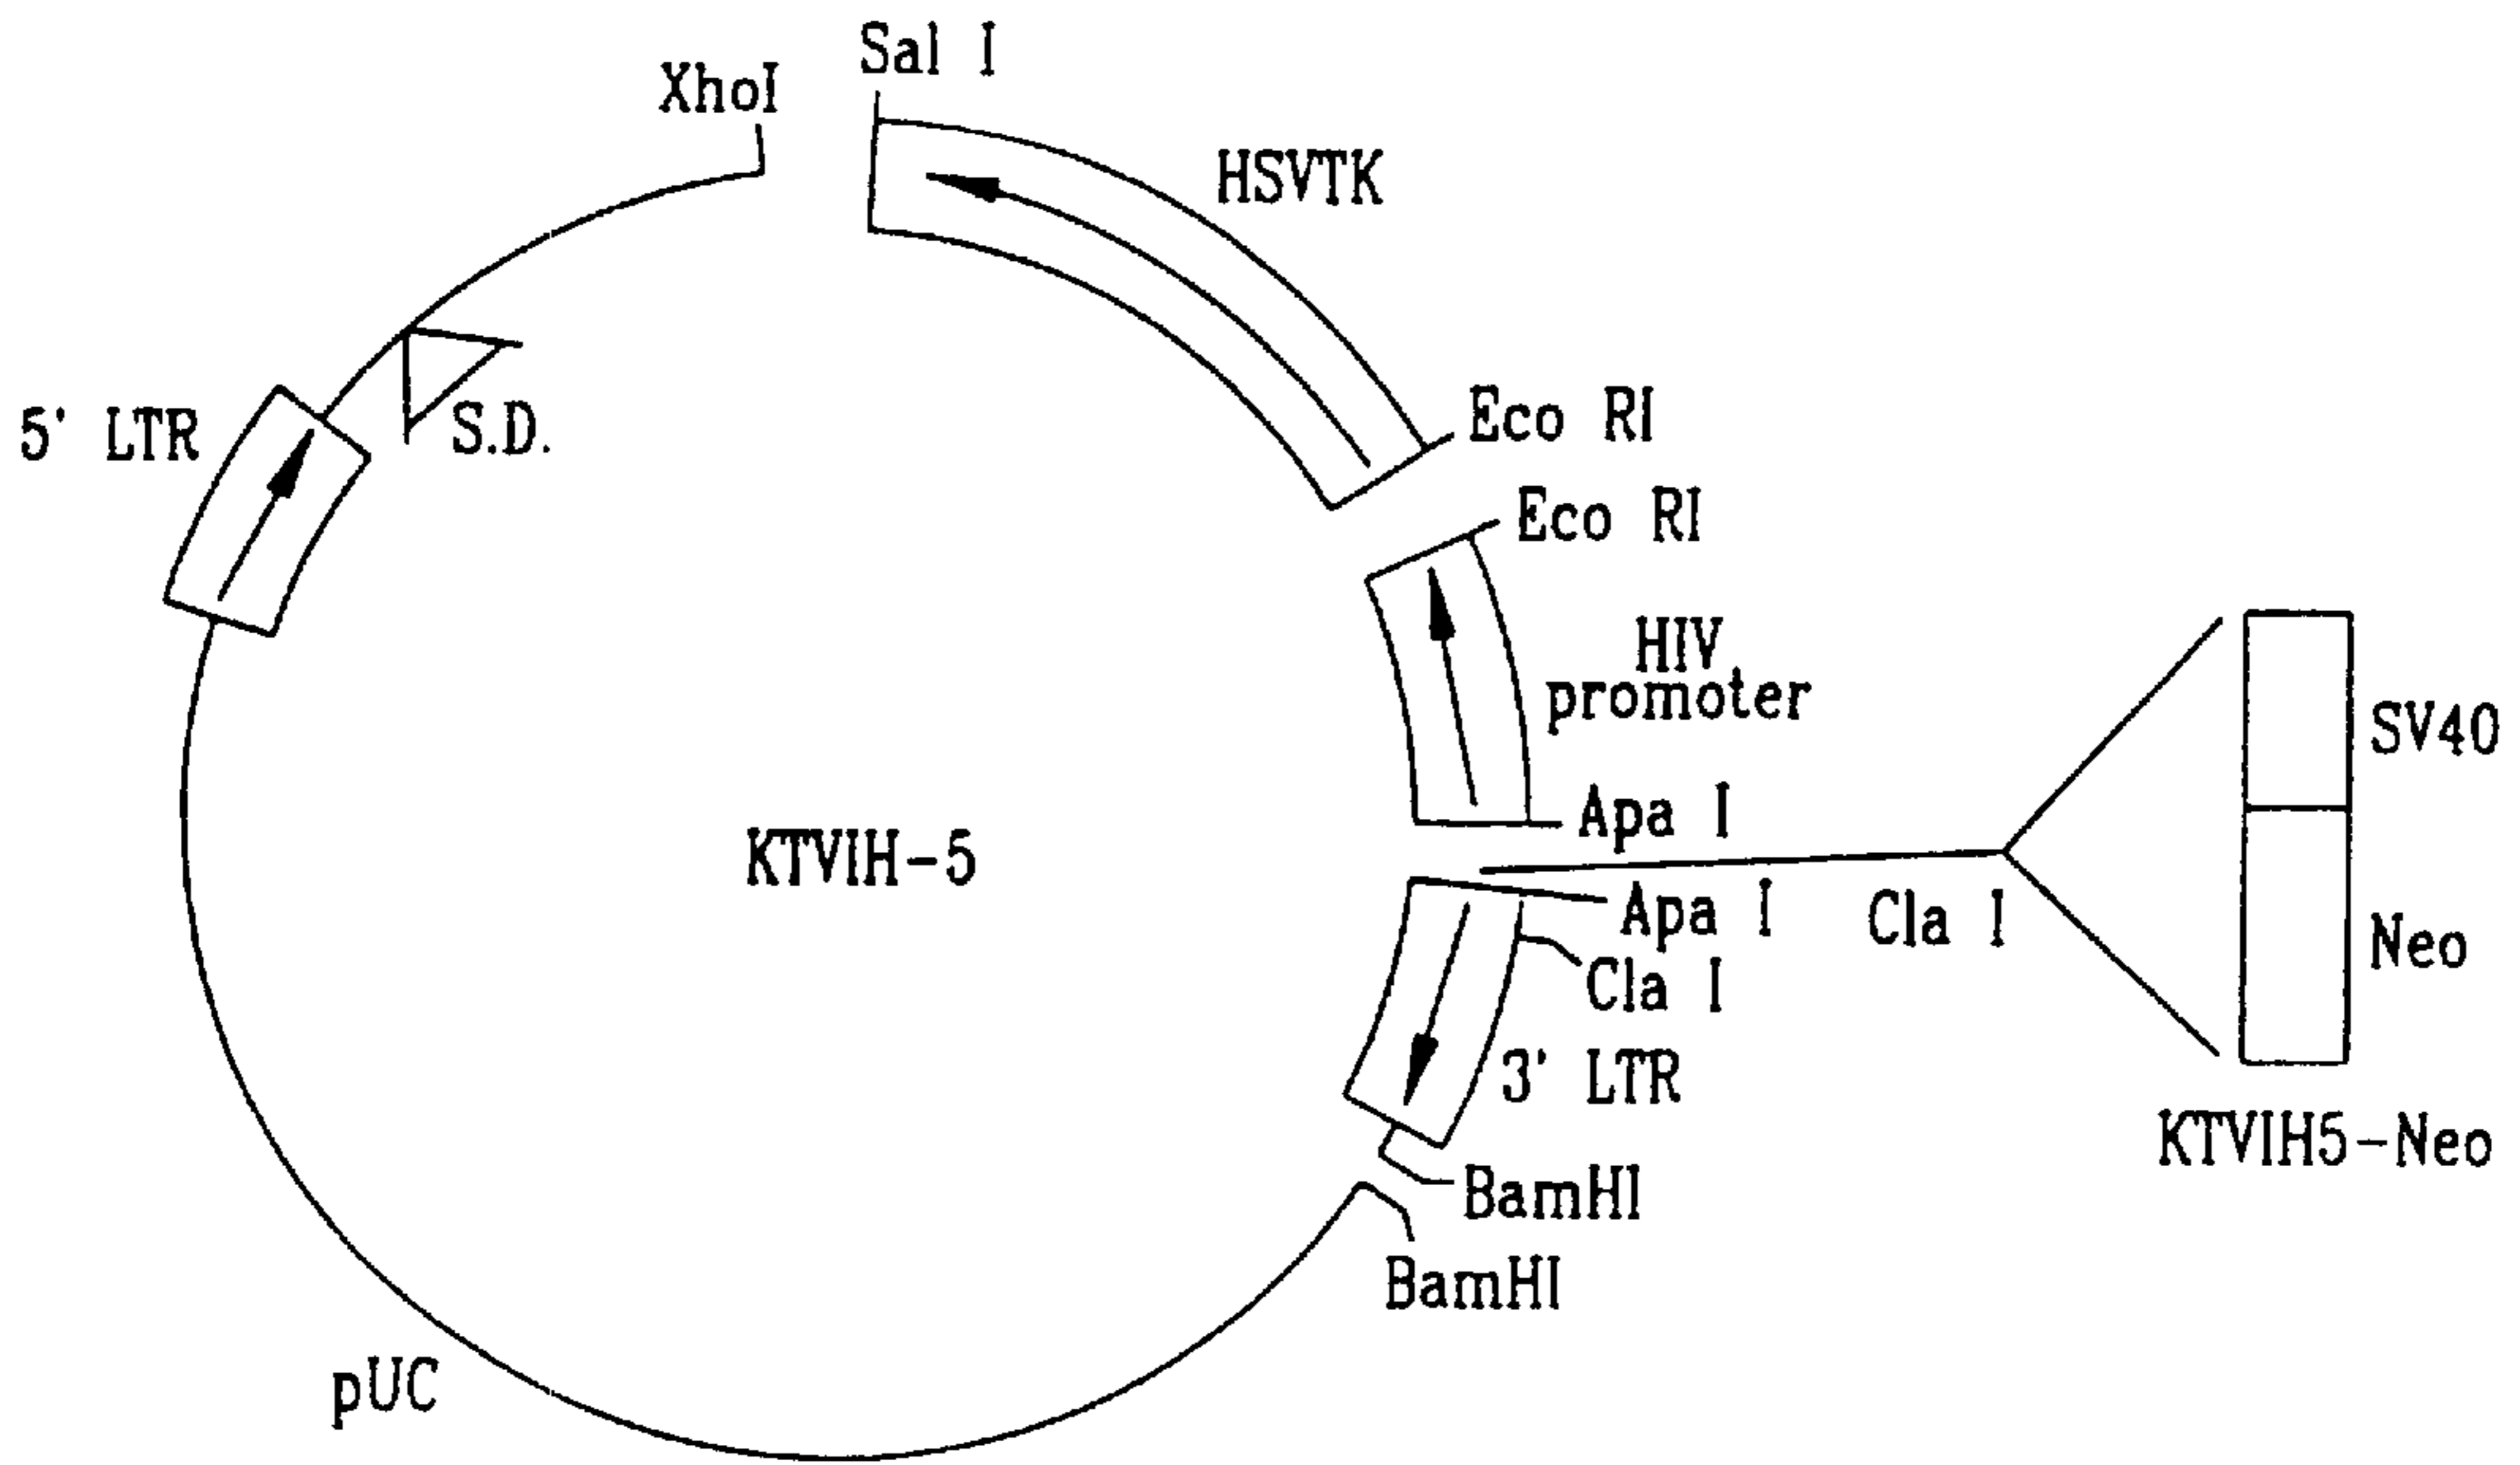 Sal I
XhoI
HSVTK
Eco RI
5' LTR
S.D.
Eco RI
HIV
promoter
SV40
Apa I
KTVIH-5
Apa I
Cla I
Neo
Cla I
3' LTR
KTVIH5-Neo
BamHI
BamHI
pUC